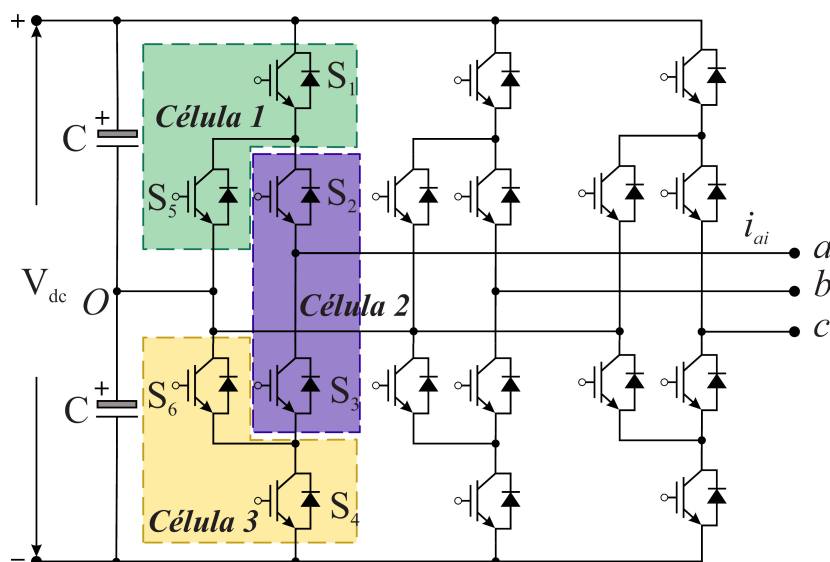 +
S1
+
Célula 1
C
S5
S2
iai
a
Vdc
O
Célula 2
b
c
+
C
S6
S3
Célula 3
S4
−